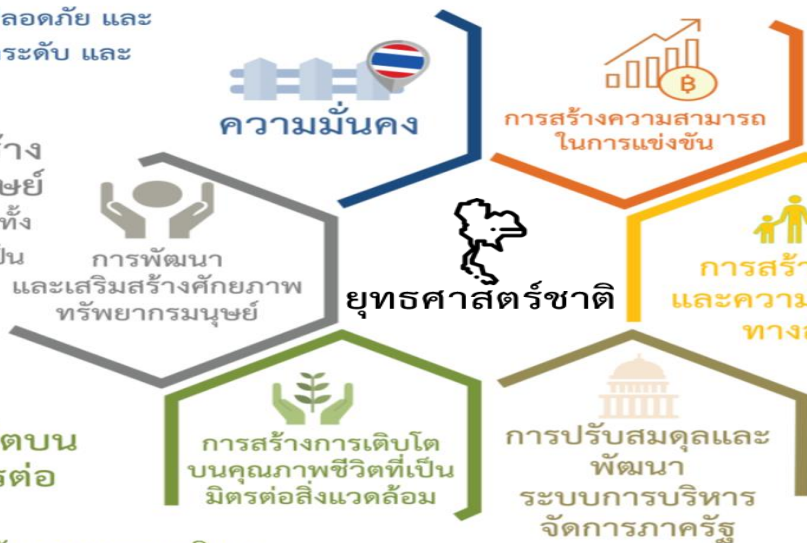 ลอดภัย และ
ระดับ และ
ความมั่นคง
การสร้างความสามารถ
ในการแข่งขัน
าง
ษย์
ทั้ง
ป็น
การพัฒนา
และเสริมสร้างศักยภาพ
ทรัพยากรมนุษย์
ยุทธศาสตร์ชาติ
การสร้า
และความ
ทาง
การสร้างการเติบโต
บนคุณภาพชีวิตที่เป็น
มิตรต่อสิ่งแวดล้อม
การปรับสมดุลและ
พัฒนา
ระบบการบริหาร
จัดการภาครัฐ
ตบน
รต่อ